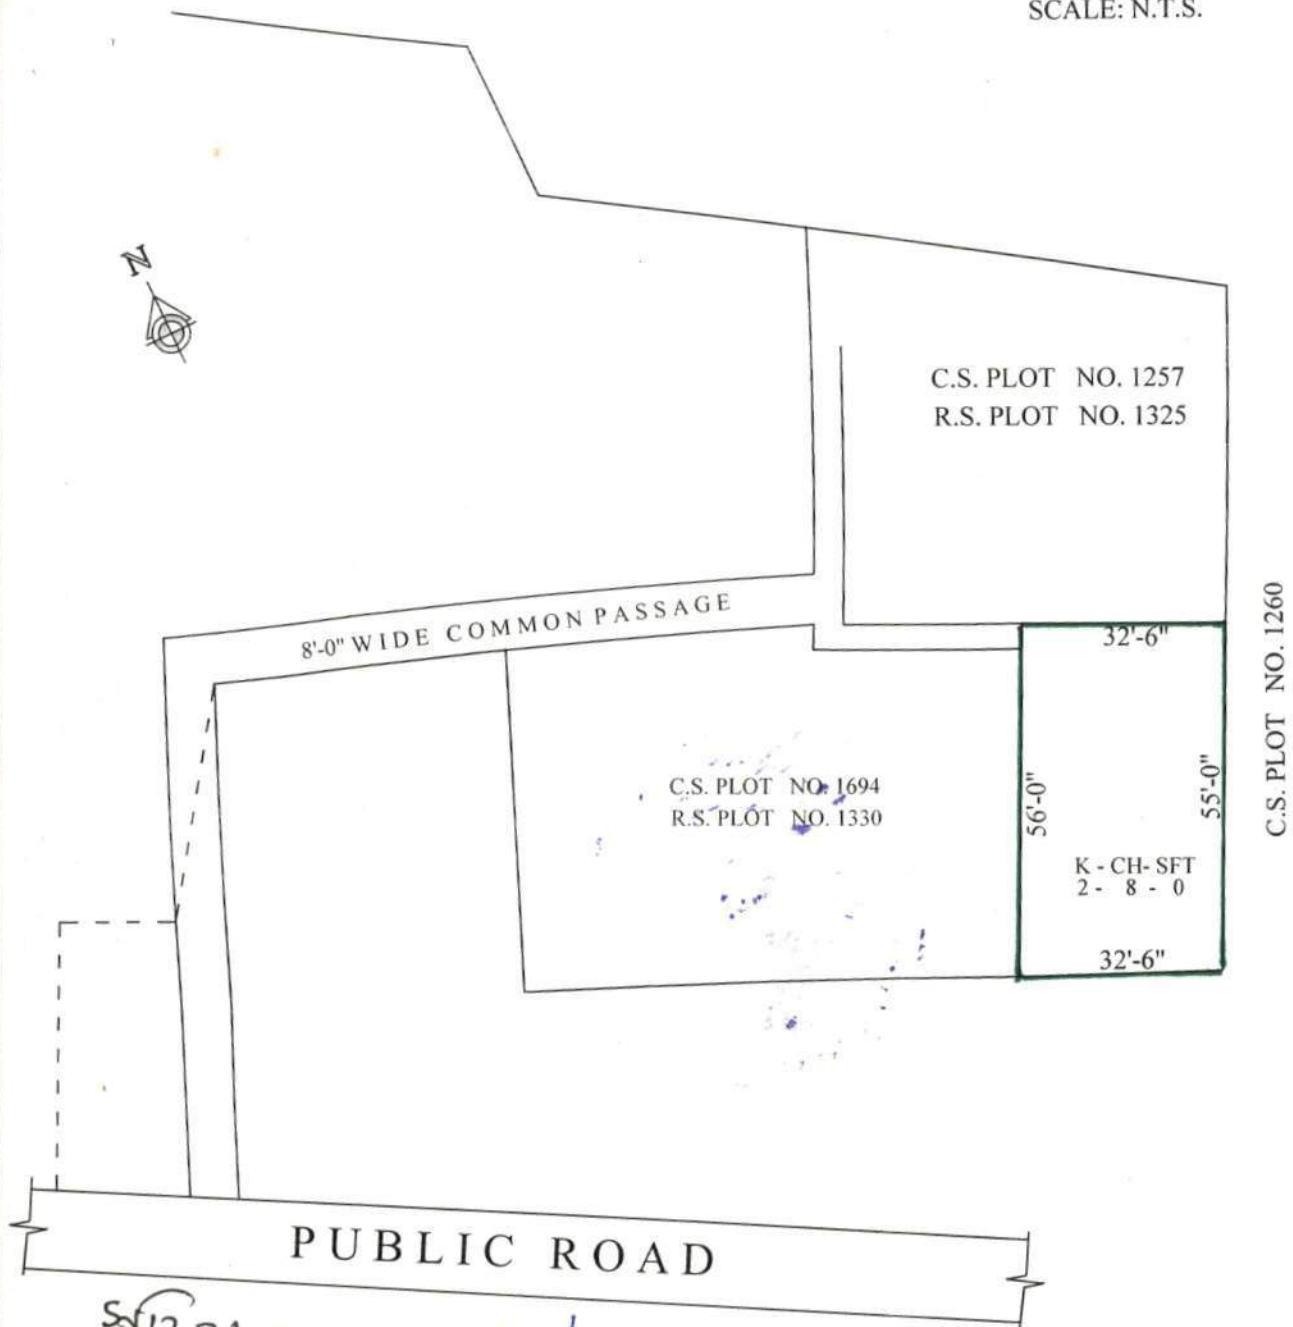 SCALE: N.T.S.
N
C.S. PLOT NO. 1257
R.S. PLOT NO. 1325
8'-0" WIDE COMMON PASSAGE
32'-6"
C.S. PLOT NO. 1260
C.S. PLOT NO. 1694
R.S. PLOT NO. 1330
56'-0"
55'-0"
K - CH- SFT
2 - 8 - 0
32'-6"
PUBLIC ROAD